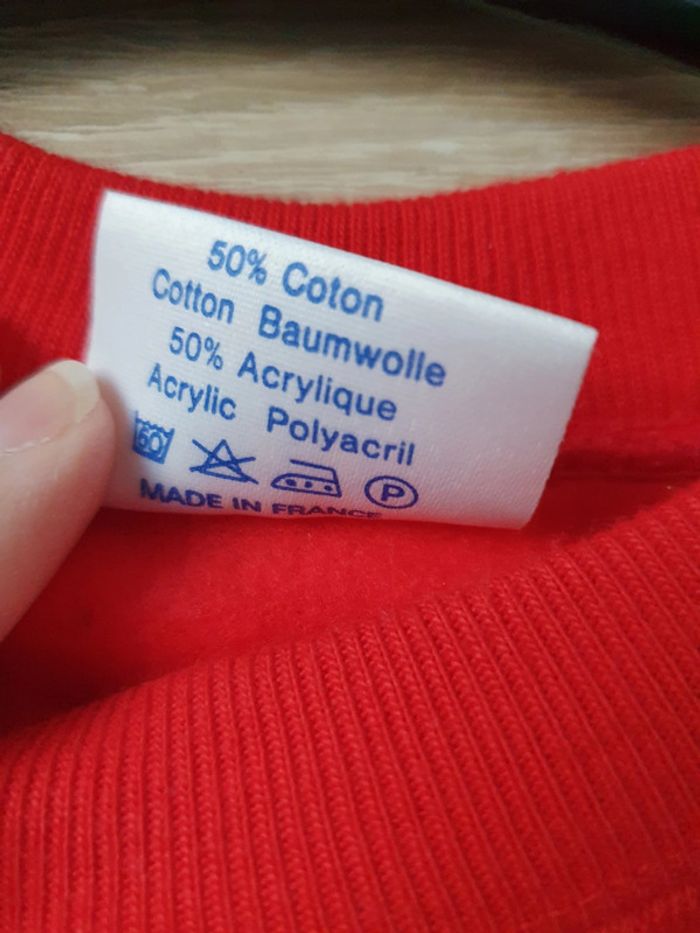 50% Coton
Cotton Baumwolle
50% Acrylique
Acrylic Polyacril
60 P
MADE IN FRANCE